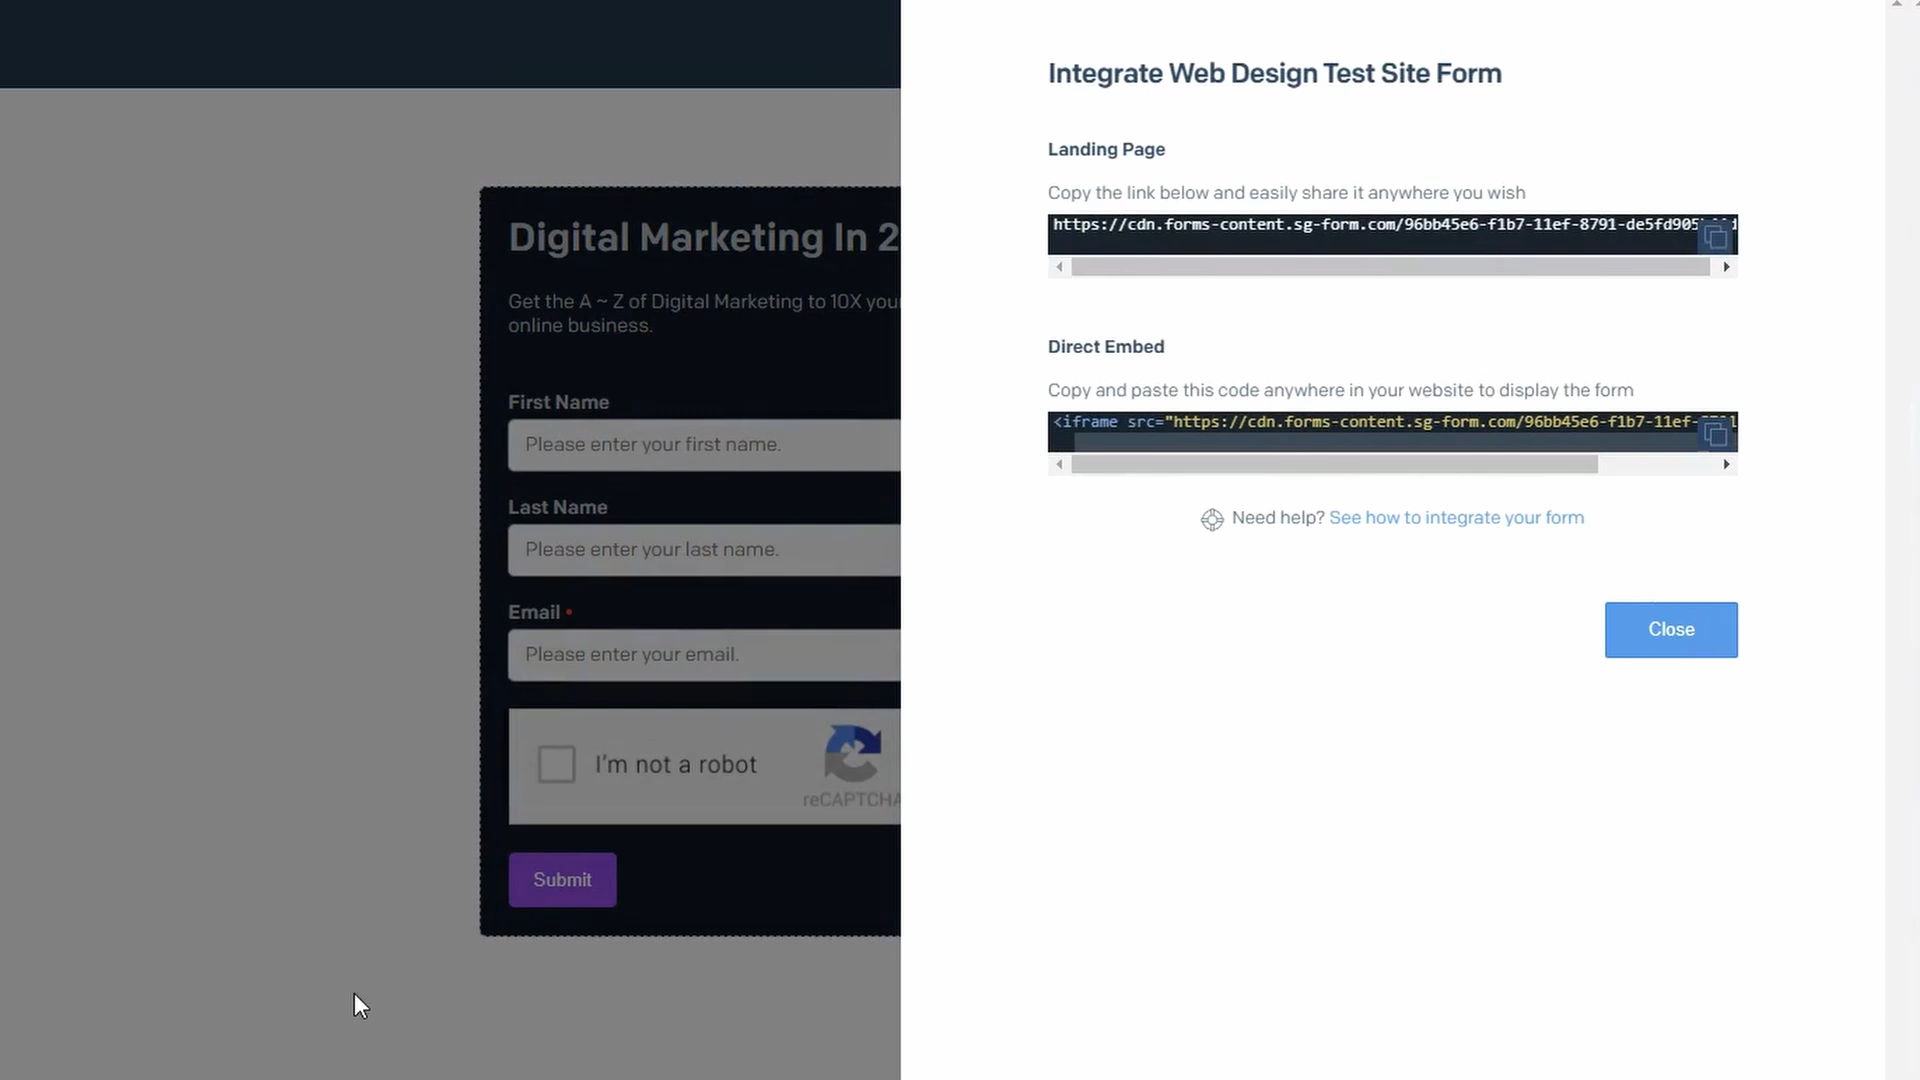 Digital Marketing In 2
Get the A ~ Z of Digital Marketing to 10X your
online business.
First Name
Please enter your first name.
Last Name
Please enter your last name.
Email •
Please enter your email.
I'm not a robot
reCAPTCHA
Submit
Integrate Web Design Test Site Form
Landing Page
Copy the link below and easily share it anywhere you wish
https://cdn.forms-content.sg-form.com/96bb45e6-f1b7-11ef-8791-de5fd905
Direct Embed
Copy and paste this code anywhere in your website to display the form
<iframe src="https://cdn.forms-content.sg-form.com/96bb45e6-f1b7-11ef-
Need help? See how to integrate your form
Close